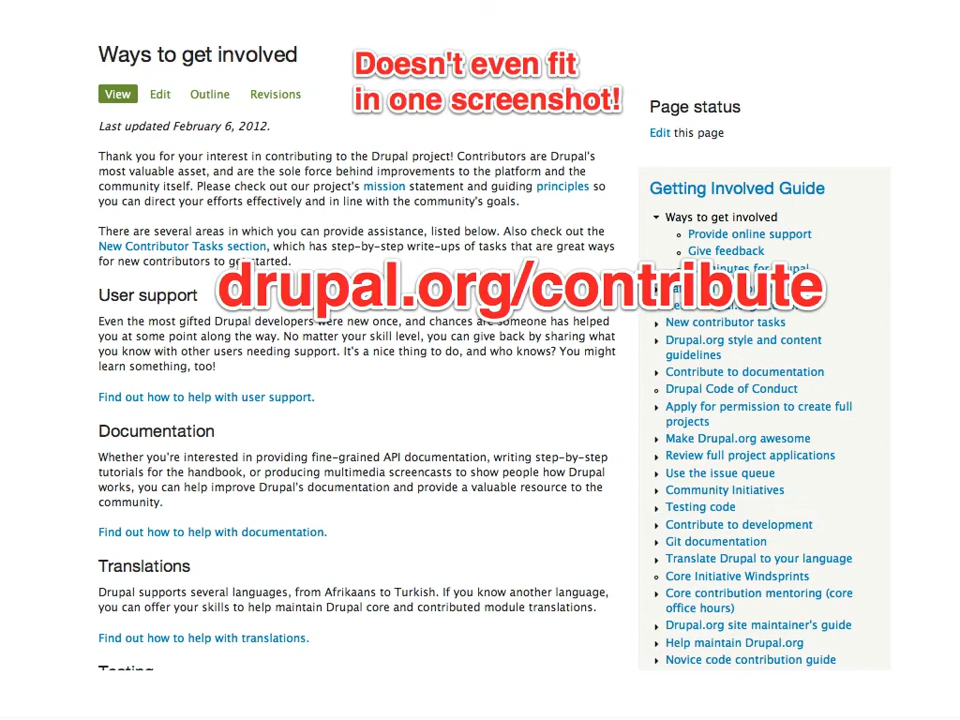 Ways to get involved
Doesn't even fit
in one screenshot!
View Edit Outline Revisions
Last updated February 6, 2012.
Thank you for your interest in contributing to the Drupal project! Contributors are Drupal's
most valuable asset, and are the sole force behind improvements to the platform and the
community itself. Please check out our project's mission statement and guiding principles so
you can direct your efforts effectively and in line with the community's goals.
There are several areas in which you can provide assistance, listed below. Also check out the
New Contributor Tasks section, which has step-by-step write-ups of tasks that are great ways
for new contributors to get started.
drupal.org/contribute
User support
Even the most gifted Drupal developers were new once, and chances are someone has helped
you at some point along the way. No matter your skill level, you can give back by sharing what
you know with other users needing support. It's a nice thing to do, and who knows? You might
learn something, too!
Find out how to help with user support.
Documentation
Whether you're interested in providing fine-grained API documentation, writing step-by-step
tutorials for the handbook, or producing multimedia screencasts to show people how Drupal
works, you can help improve Drupal's documentation and provide a valuable resource to the
community.
Find out how to help with documentation.
Translations
Drupal supports several languages, from Afrikaans to Turkish. If you know another language,
you can offer your skills to help maintain Drupal core and contributed module translations.
Find out how to help with translations.
Testing
Page status
Edit this page
Getting Involved Guide
Ways to get involved
Provide online support
Give feedback
minutes for Drupal
New contributor tasks
Drupal.org style and content
guidelines
Contribute to documentation
Drupal Code of Conduct
Apply for permission to create full
projects
Make Drupal.org awesome
Review full project applications
Use the issue queue
Community Initiatives
Testing code
Contribute to development
Git documentation
Translate Drupal to your language
Core Initiative Windsprints
Core contribution mentoring (core
office hours)
Drupal.org site maintainer's guide
Help maintain Drupal.org
Novice code contribution guide